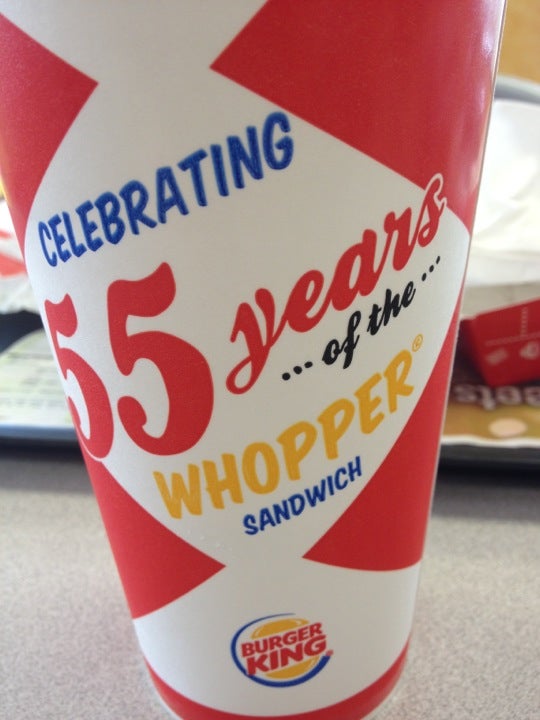 CELEBRATING
55 years
... of the ...
WHOPPER®
SANDWICH
BURGER
KING®